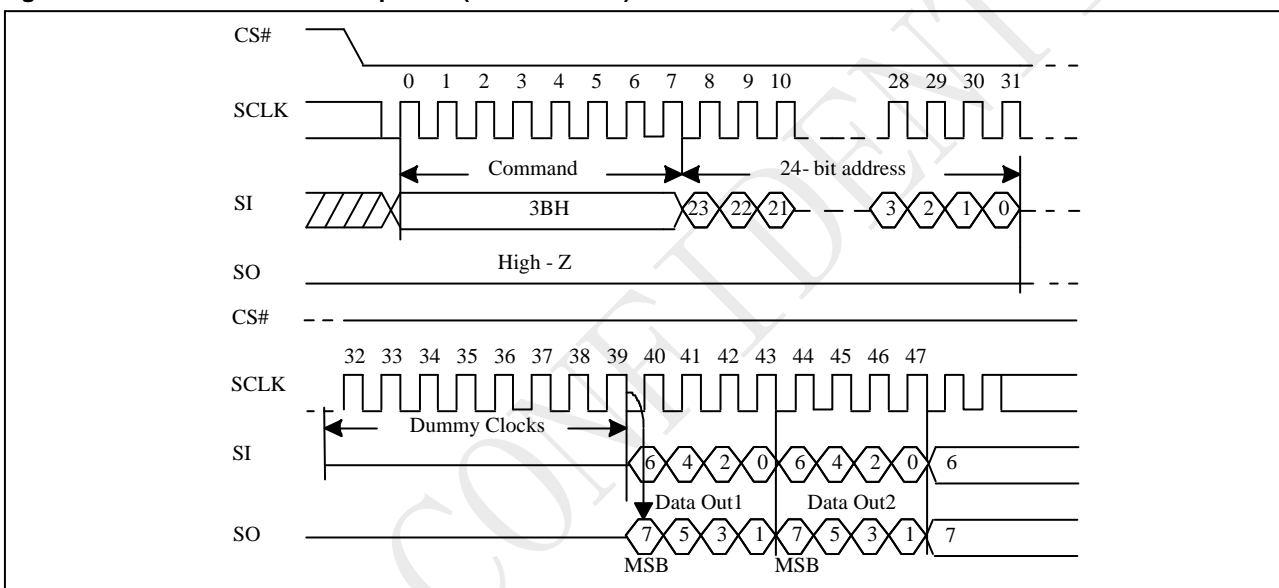 CS#
0 1 2 3 4 5 6 7 8 9 10 28 29 30 31
SCLK
Command 24- bit address
SI 3BH 23 22 21 3 2 1 0
High - Z
SO
CS#
32 33 34 35 36 37 38 39 40 41 42 43 44 45 46 47
SCLK
Dummy Clocks
SI 6 4 2 0 6 4 2 0 6
Data Out1 Data Out2
SO 7 5 3 1 7 5 3 1 7
MSB MSB